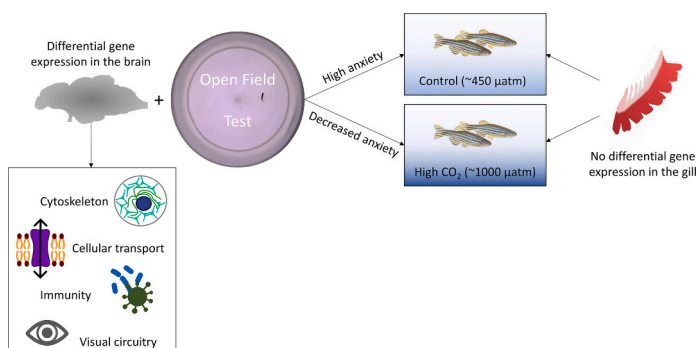 Differential gene
expression in the brain
+
Open Field
Test
High anxiety
Decreased anxiety
Control (~450 µatm)
High CO₂ (~1000 µatm)
No differential gene
expression in the gill
Cytoskeleton
Cellular transport
Immunity
Visual circuitry